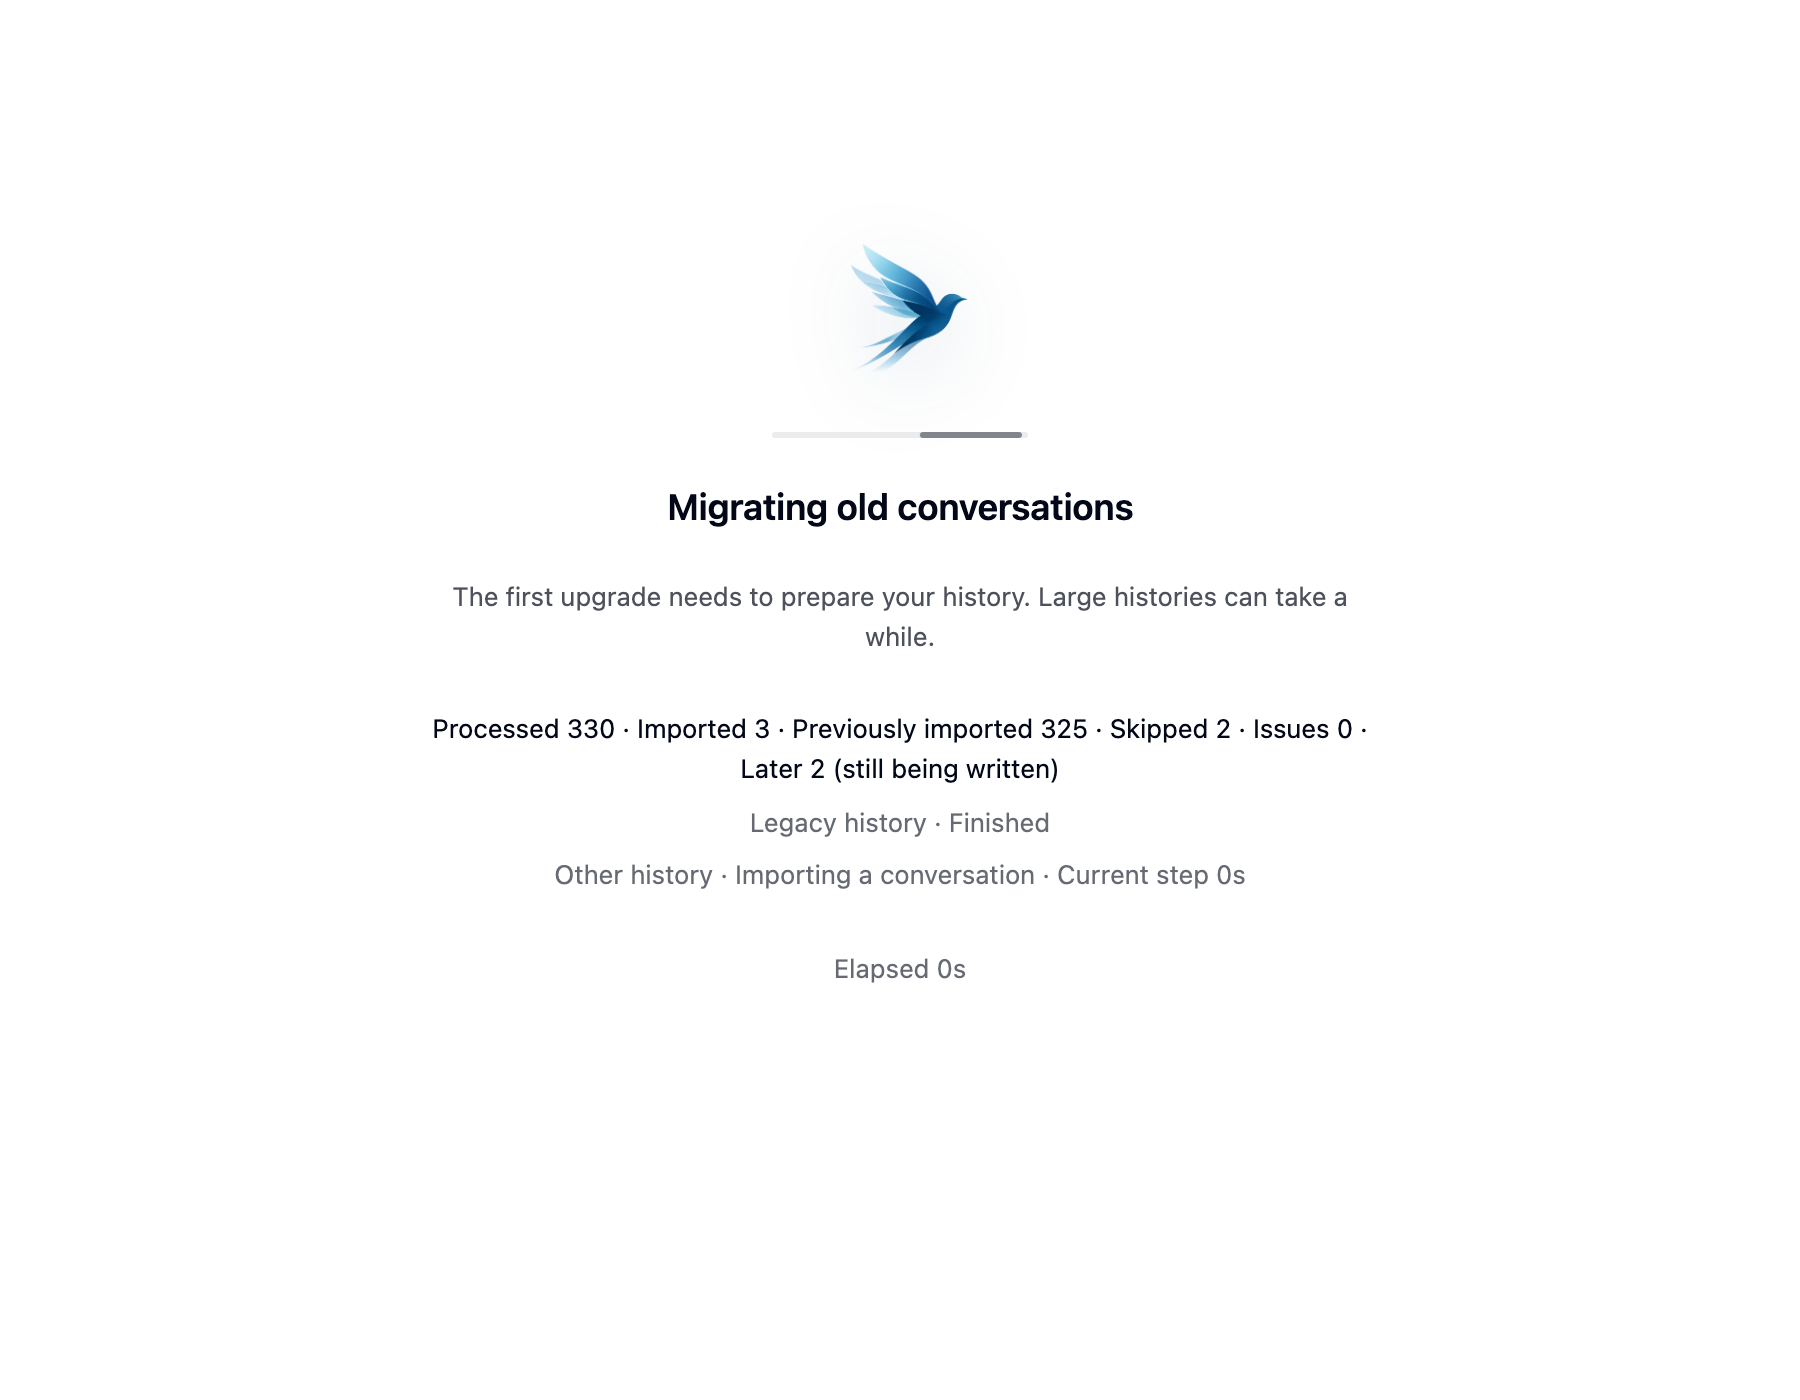 Migrating old conversations
The first upgrade needs to prepare your history. Large histories can take a
while.
Processed 330 · Imported 3 · Previously imported 325 · Skipped 2 · Issues 0 ·
Later 2 (still being written)
Legacy history · Finished
Other history · Importing a conversation · Current step 0s
Elapsed 0s